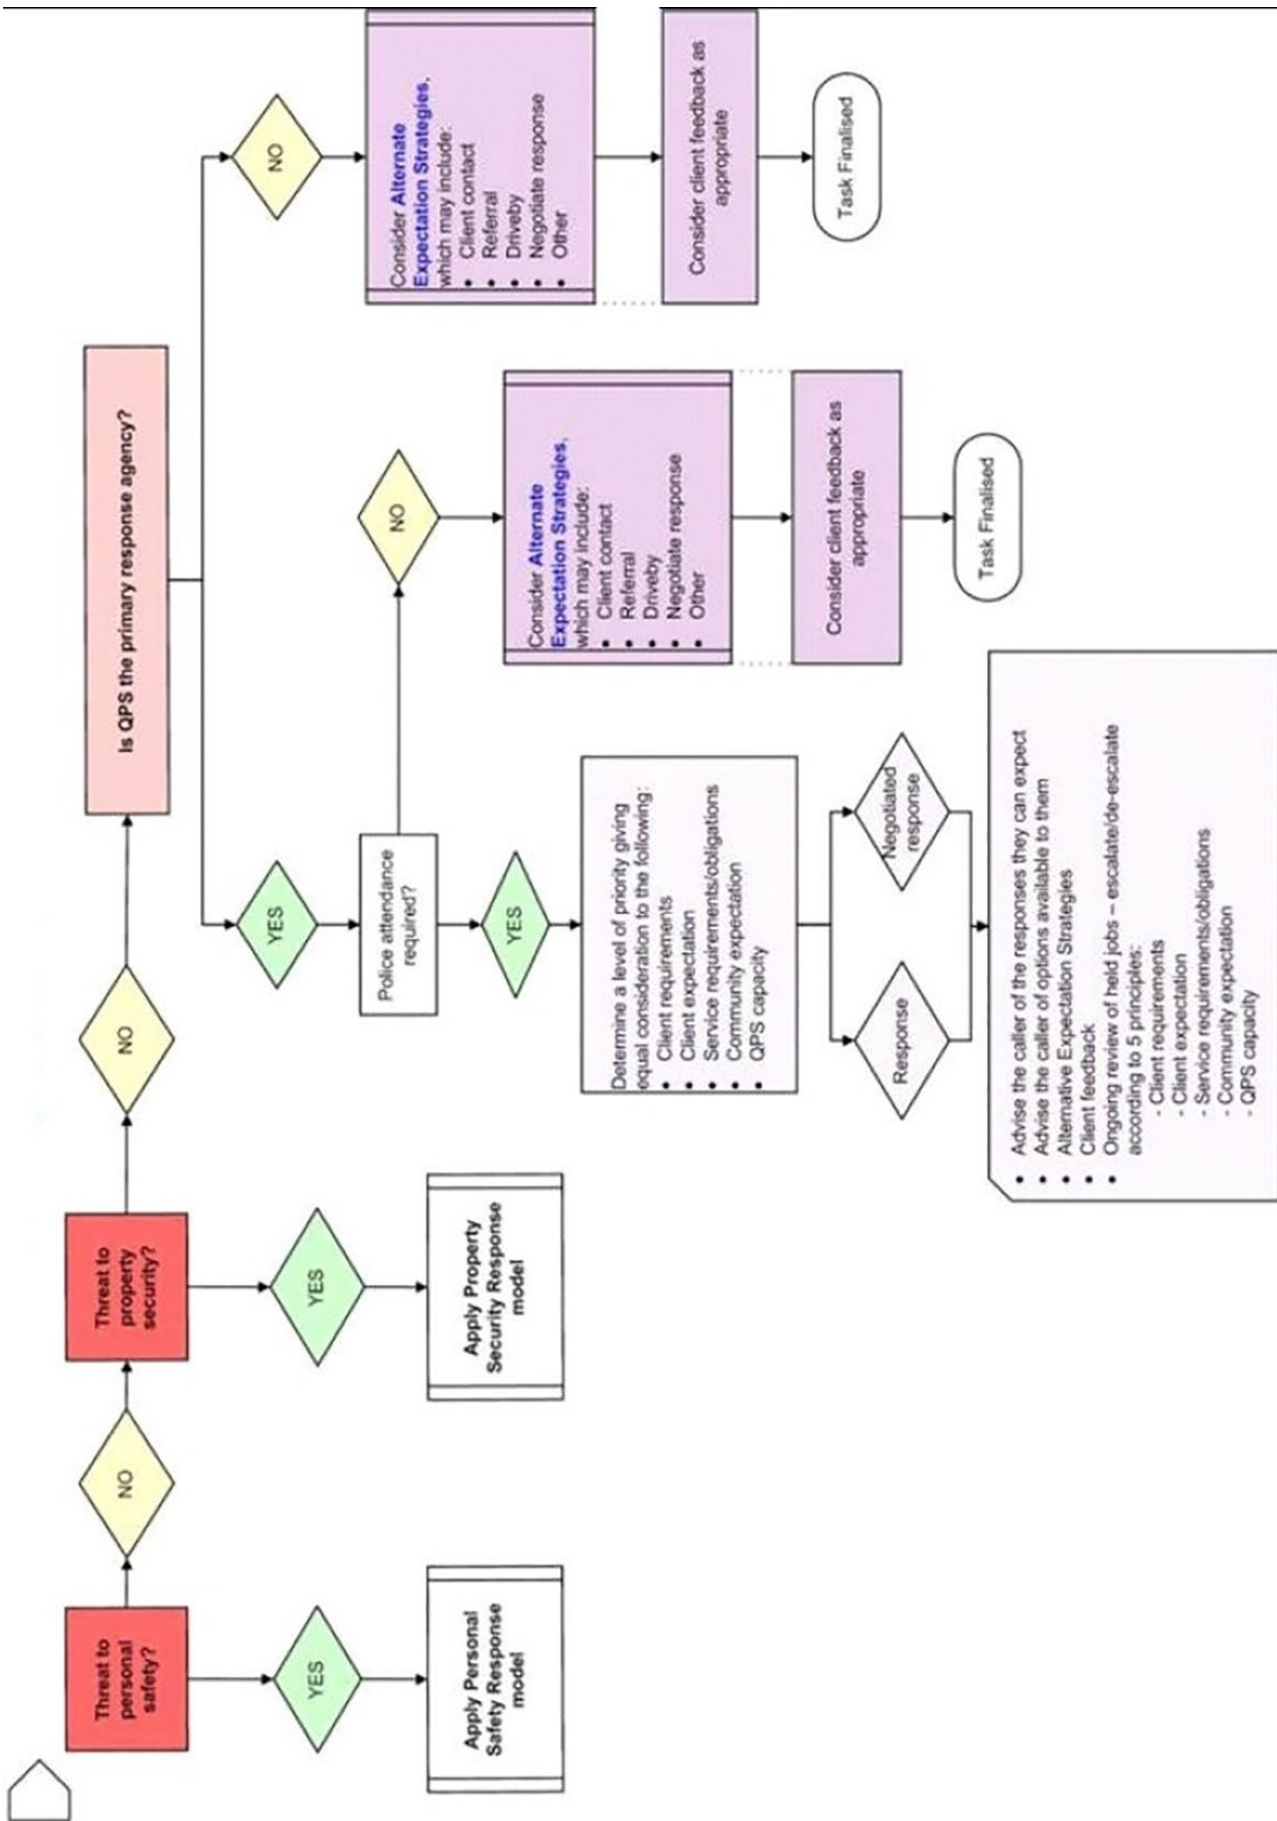 Threat to
personal
safety?
NO
Threat to
property
security?
NO
Is QPS the primary response agency?
YES
Apply Personal
Safety Response
model
YES
Apply Property
Security Response
model
YES
Police attendance
required?
NO
YES
Determine a level of priority giving
equal consideration to the following:
• Client requirements
• Client expectation
• Service requirements/obligations
• Community expectation
• QPS capacity
Response
Negotiated
response
• Advise the caller of the responses they can expect
• Advise the caller of options available to them
• Alternative Expectation Strategies
• Client feedback
• Ongoing review of held jobs – escalate/de-escalate
according to 5 principles:
- Client requirements
- Client expectation
- Service requirements/obligations
- Community expectation
- QPS capacity
Consider Alternate
Expectation Strategies,
which may include:
• Client contact
• Referral
• Driveby
• Negotiate response
• Other
Consider client feedback as
appropriate
Task Finalised
NO
Consider Alternate
Expectation Strategies,
which may include:
• Client contact
• Referral
• Driveby
• Negotiate response
• Other
Consider client feedback as
appropriate
Task Finalised